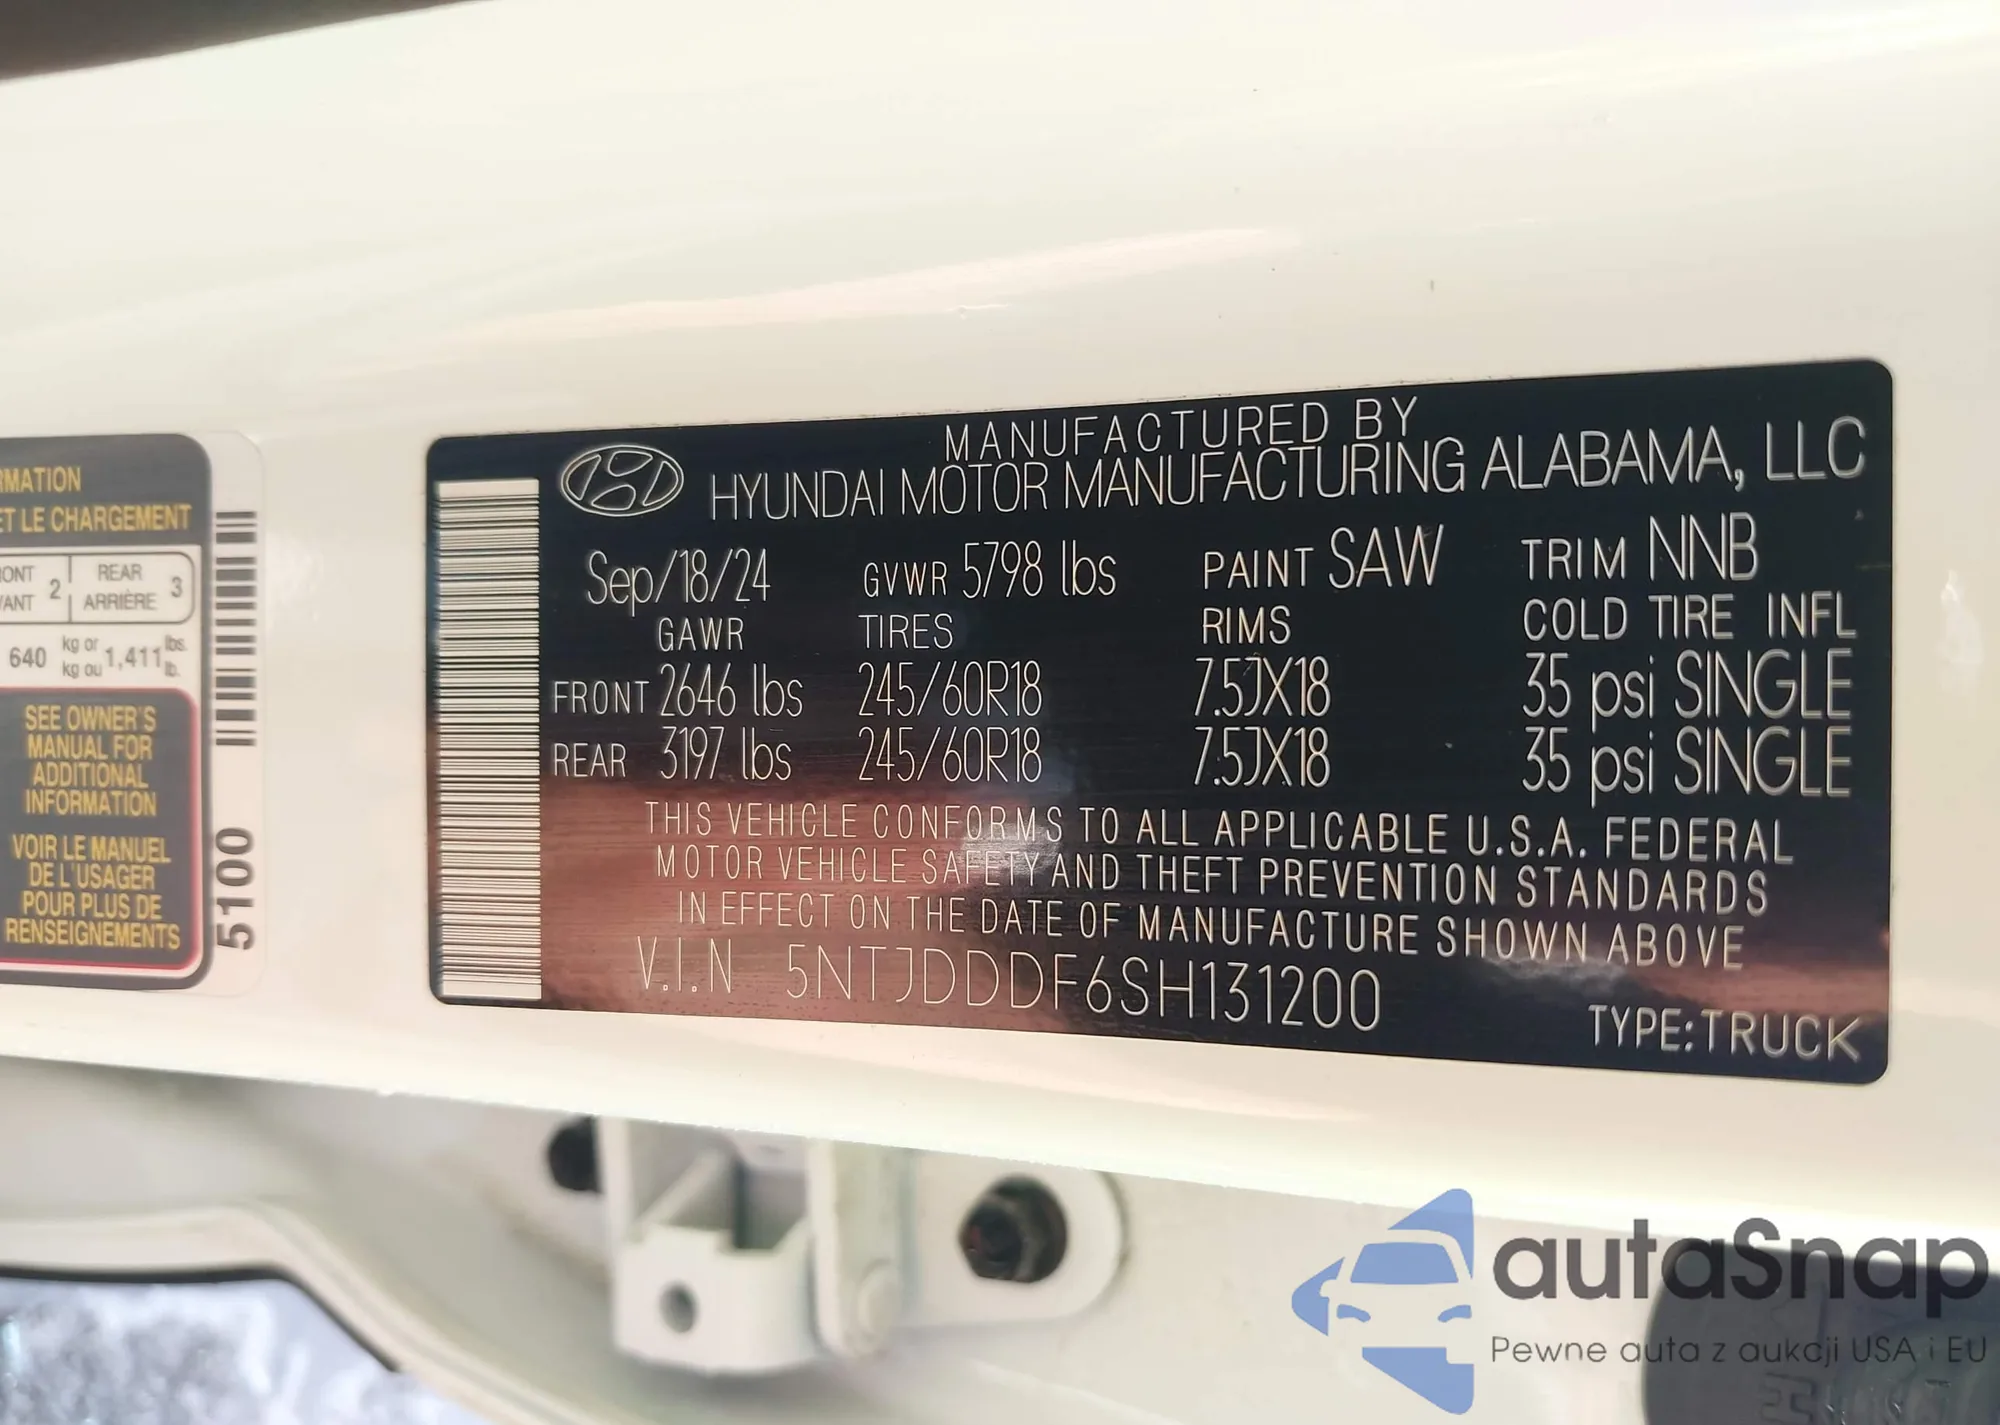 RMATION
ET LE CHARGEMENT
RONT 2 REAR 3
VANT ARRIÈRE
640 kg or 1,411 lbs.
kg ou lb.
SEE OWNER'S
MANUAL FOR
ADDITIONAL
INFORMATION
VOIR LE MANUEL
DE L'USAGER
POUR PLUS DE
RENSEIGNEMENTS
5100
MANUFACTURED BY
HYUNDAI MOTOR MANUFACTURING ALABAMA, LLC
Sep/18/24 GVWR 5798 lbs PAINT SAW TRIM NNB
GAWR TIRES RIMS COLD TIRE INFL
FRONT 2646 lbs 245/60R18 7.5JX18 35 psi SINGLE
REAR 3197 lbs 245/60R18 7.5JX18 35 psi SINGLE
THIS VEHICLE CONFORMS TO ALL APPLICABLE U.S.A. FEDERAL
MOTOR VEHICLE SAFETY AND THEFT PREVENTION STANDARDS
IN EFFECT ON THE DATE OF MANUFACTURE SHOWN ABOVE
V.I.N 5NTJDDDF6SH131200
TYPE:TRUCK
autaSnap
Pewne auta z aukcji USA i EU